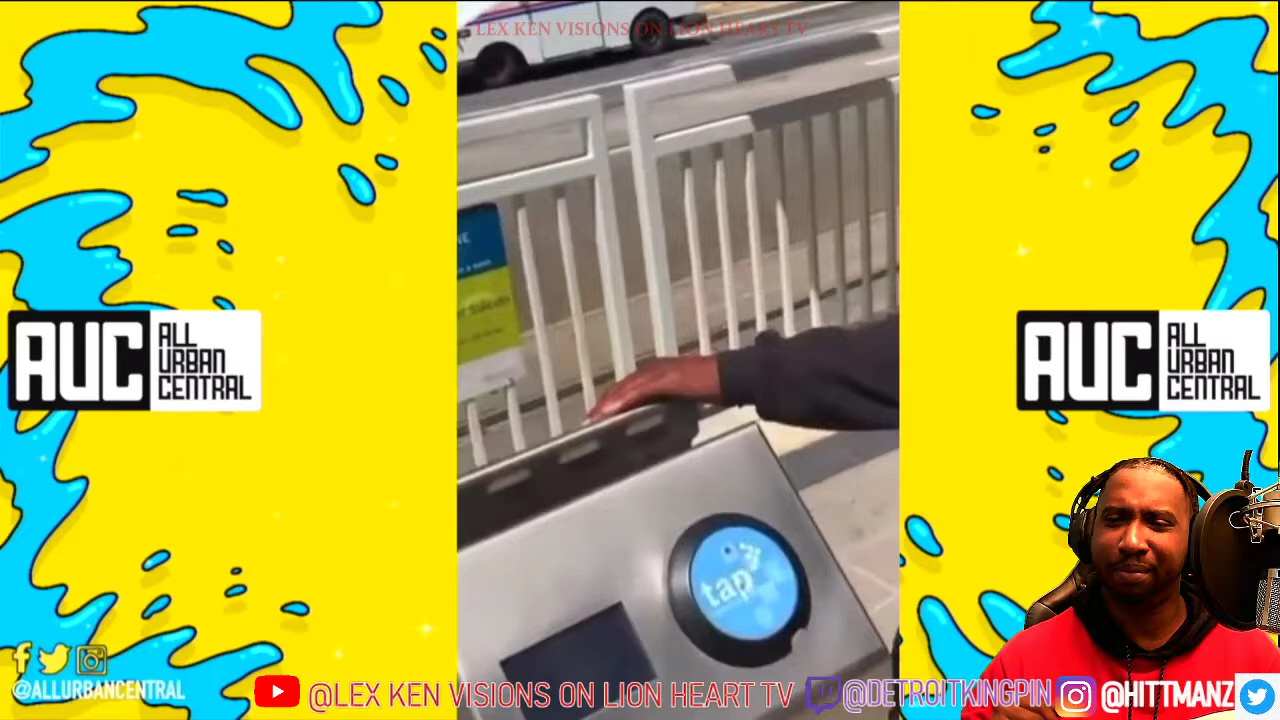 LEX KEN VISIONS ON LION HEART TV
AUC ALL
URBAN
CENTRAL
AUC ALL
URBAN
CENTRAL
tap
@ALLURBANCENTRAL
@LEX KEN VISIONS ON LION HEART TV
@DETROITKINGPIN
@HITTMANZ